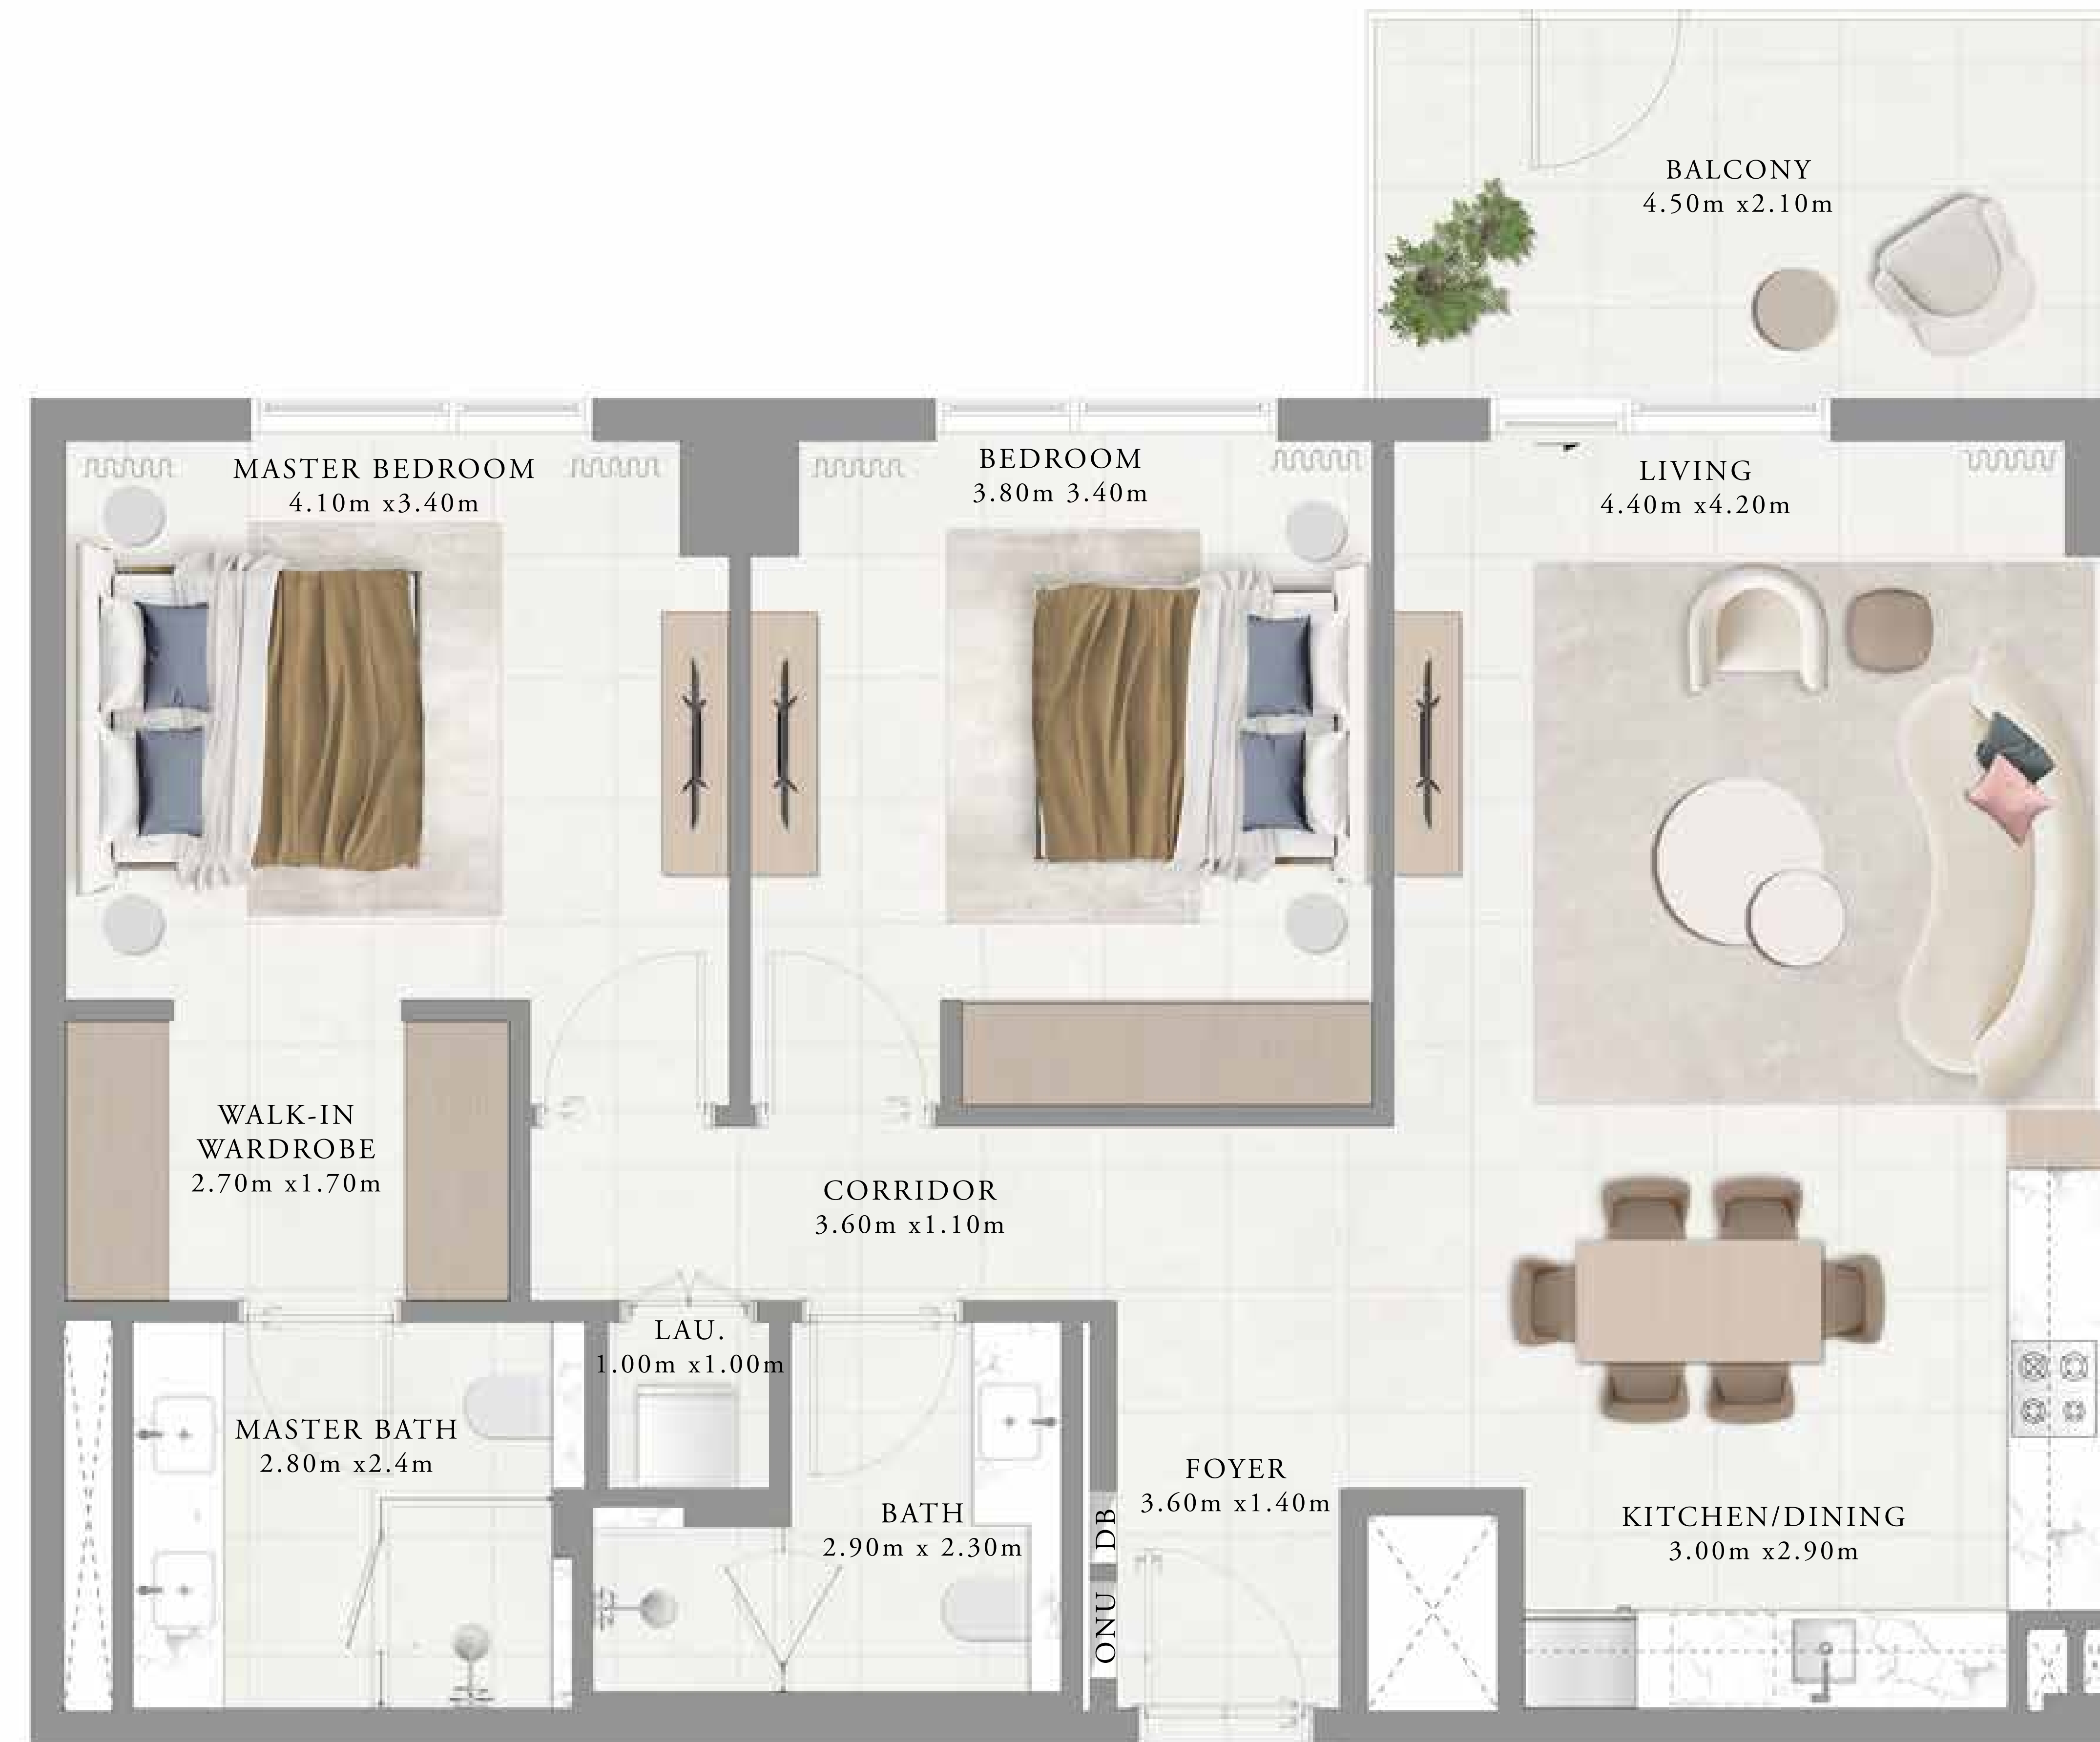 BALCONY
4.50m x2.10m
MASTER BEDROOM
4.10m x3.40m
BEDROOM
3.80m 3.40m
LIVING
4.40m x4.20m
WALK-IN
WARDROBE
2.70m x1.70m
CORRIDOR
3.60m x1.10m
LAU.
1.00m x1.00m
MASTER BATH
2.80m x2.4m
BATH
2.90m x 2.30m
FOYER
3.60m x1.40m
DB
ONU
KITCHEN/DINING
3.00m x2.90m